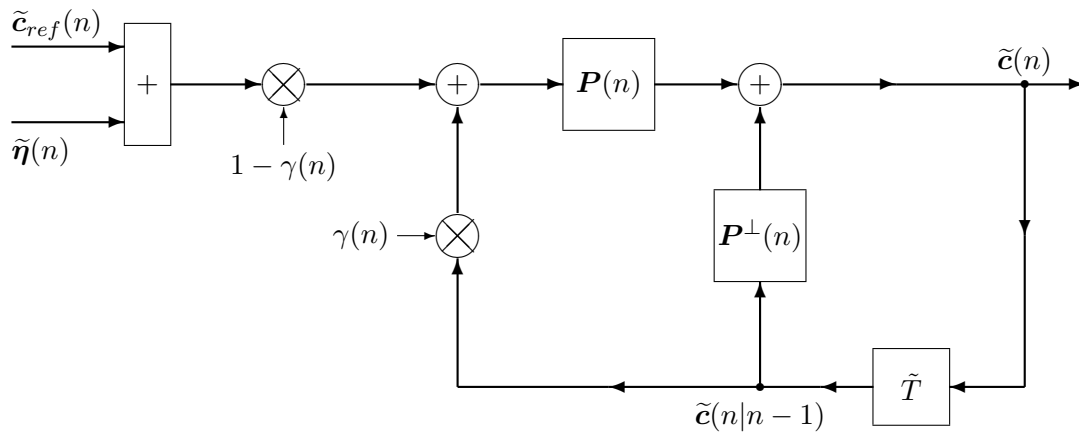 c̃_ref(n)
c̃(n)
+
+
P(n)
+
η̃(n)
1 − γ(n)
γ(n)
P^⊥(n)
T̃
c̃(n|n − 1)